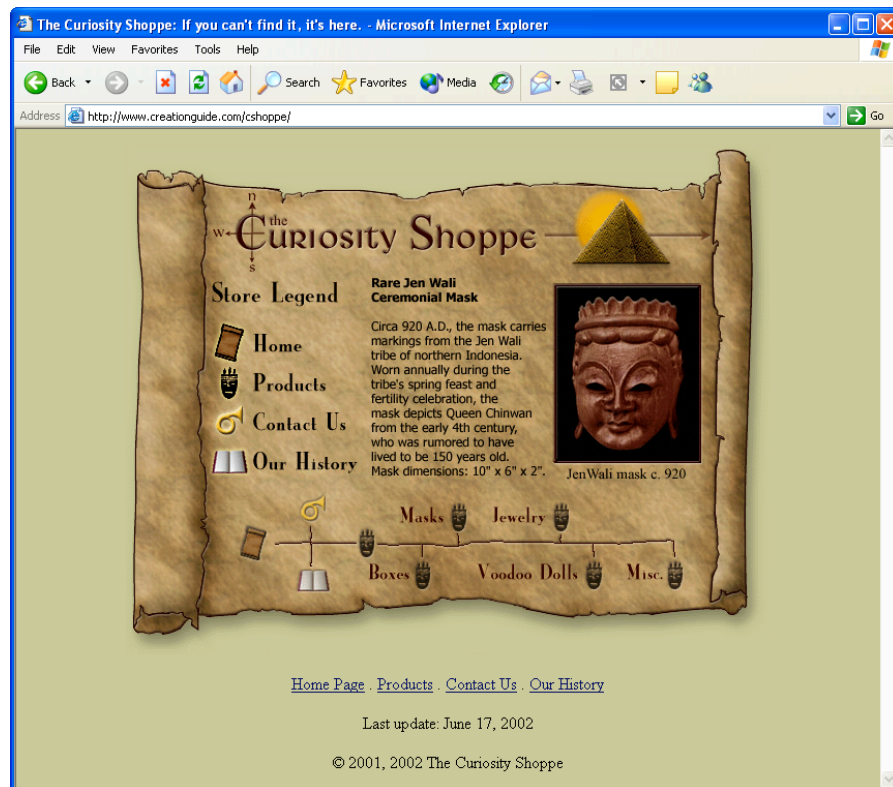 The Curiosity Shoppe: If you can't find it, it's here. - Microsoft Internet Explorer
File Edit View Favorites Tools Help
Back Search Favorites Media
Address http://www.creationguide.com/cshoppe/ Go
n
the
w Curiosity Shoppe
s
Store Legend
Home
Products
Contact Us
Our History
Rare Jen Wali
Ceremonial Mask
Circa 920 A.D., the mask carries
markings from the Jen Wali
tribe of northern Indonesia.
Worn annually during the
tribe's spring feast and
fertility celebration, the
mask depicts Queen Chinwan
from the early 4th century,
who was rumored to have
lived to be 150 years old.
Mask dimensions: 10" x 6" x 2".
JenWali mask c. 920
Masks Jewelry
Boxes Voodoo Dolls Misc.
Home Page . Products . Contact Us . Our History
Last update: June 17, 2002
© 2001, 2002 The Curiosity Shoppe